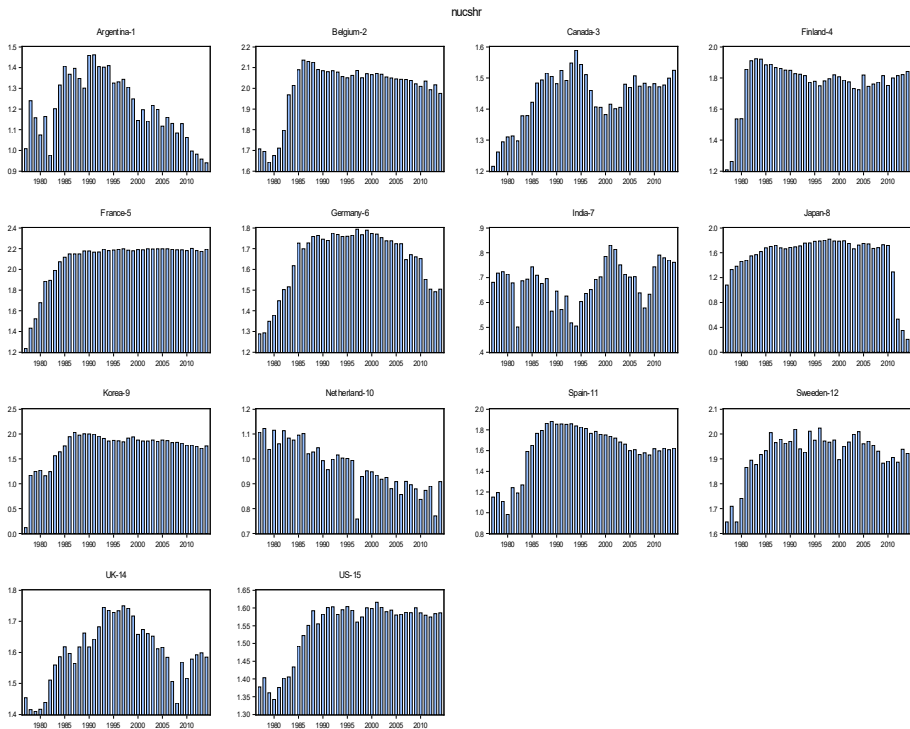 nucshr
Argentina-1 Belgium-2 Canada-3 Finland-4
1.5 2.2 1.6 2.0
1.4 2.1
1.3 2.0 1.5 1.8
1.2 1.9 1.4 1.6
1.1 1.8
1.0 1.7 1.3 1.4
0.9 1.6 1.2 1.2
1980 1985 1990 1995 2000 2005 2010 1980 1985 1990 1995 2000 2005 2010 1980 1985 1990 1995 2000 2005 2010 1980 1985 1990 1995 2000 2005 2010
France-5 Germany-6 India-7 Japan-8
2.4 1.8 .9 2.0
2.2 1.7 .8 1.6
2.0 1.6 .7 1.2
1.8 1.5 .6 0.8
1.6 1.4 .5 0.4
1.4 1.3
1.2 1.2 .4 0.0
1980 1985 1990 1995 2000 2005 2010 1980 1985 1990 1995 2000 2005 2010 1980 1985 1990 1995 2000 2005 2010 1980 1985 1990 1995 2000 2005 2010
Korea-9 Netherland-10 Spain-11 Sweeden-12
2.5 1.2 2.0 2.1
2.0 1.1 1.8 2.0
1.5 1.0 1.6 1.9
1.4
1.0 0.9 1.2 1.8
0.5 0.8 1.0 1.7
0.0 0.7 0.8 1.6
1980 1985 1990 1995 2000 2005 2010 1980 1985 1990 1995 2000 2005 2010 1980 1985 1990 1995 2000 2005 2010 1980 1985 1990 1995 2000 2005 2010
UK-14 US-15
1.8 1.65
1.7 1.60
1.55
1.6 1.50
1.45
1.5 1.40
1.35
1.4 1.30
1980 1985 1990 1995 2000 2005 2010 1980 1985 1990 1995 2000 2005 2010